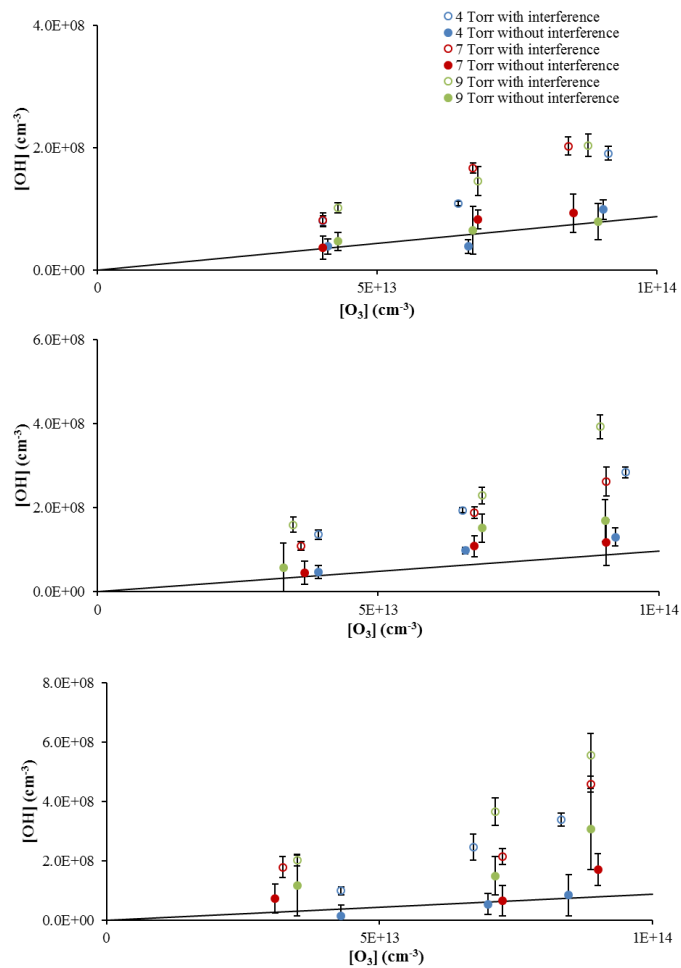 4 Torr with interference
4 Torr without interference
7 Torr with interference
7 Torr without interference
9 Torr with interference
9 Torr without interference
[OH] (cm-3)
4.0E+08
2.0E+08
0.0E+00
0 5E+13 1E+14
[O3] (cm-3)
[OH] (cm-3)
6.0E+08
4.0E+08
2.0E+08
0.0E+00
0 5E+13 1E+14
[O3] (cm-3)
[OH] (cm-3)
8.0E+08
6.0E+08
4.0E+08
2.0E+08
0.0E+00
0 5E+13 1E+14
[O3] (cm-3)